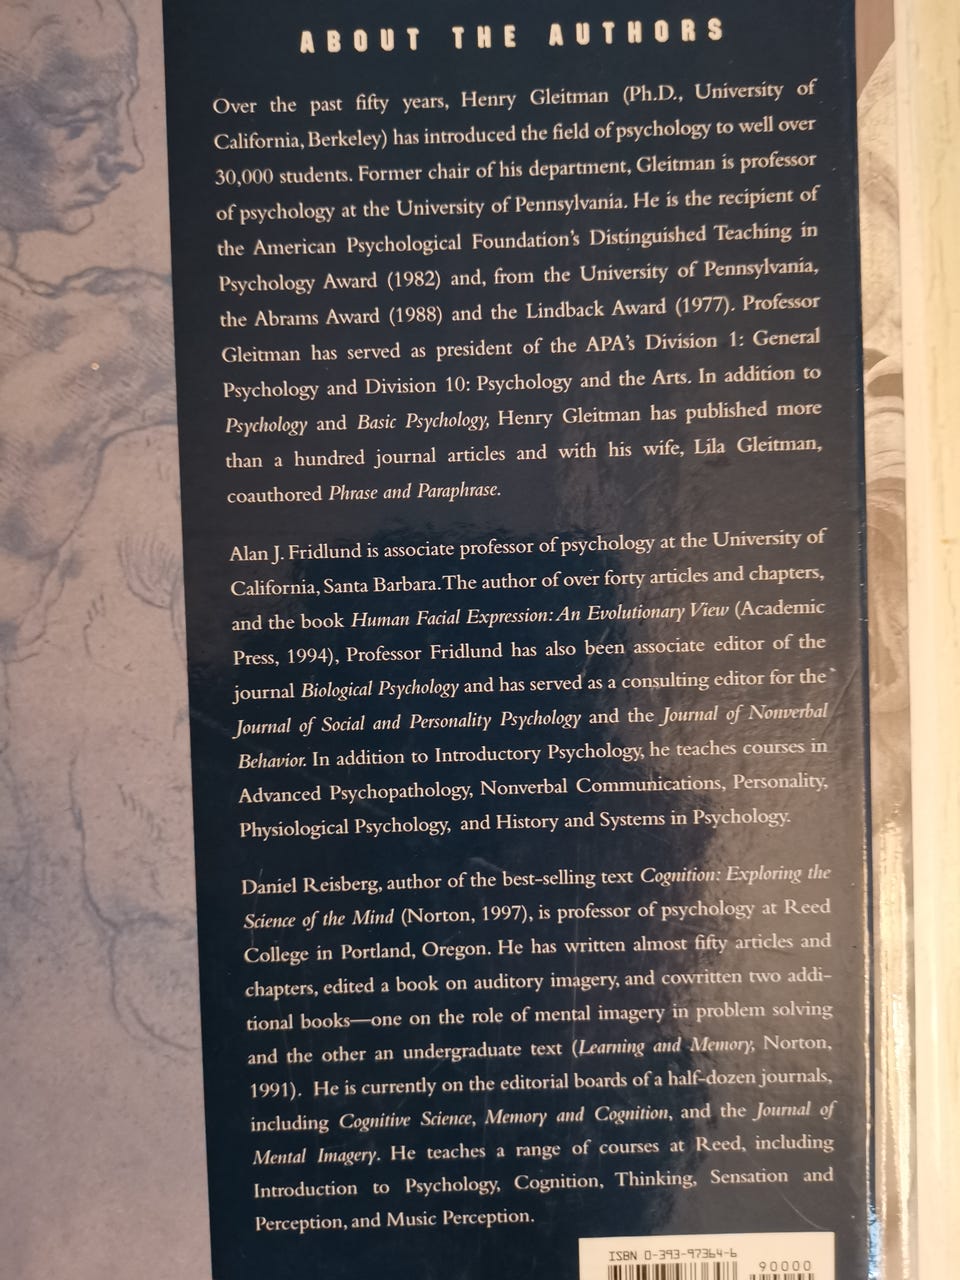 ABOUT THE AUTHORS
Over the past fifty years, Henry Gleitman (Ph.D., University of
California, Berkeley) has introduced the field of psychology to well over
30,000 students. Former chair of his department, Gleitman is professor
of psychology at the University of Pennsylvania. He is the recipient of
the American Psychological Foundation's Distinguished Teaching in
Psychology Award (1982) and, from the University of Pennsylvania,
the Abrams Award (1988) and the Lindback Award (1977). Professor
Gleitman has served as president of the APA's Division 1: General
Psychology and Division 10: Psychology and the Arts. In addition to
Psychology and Basic Psychology, Henry Gleitman has published more
than a hundred journal articles and with his wife, Lila Gleitman,
coauthored Phrase and Paraphrase.
Alan J. Fridlund is associate professor of psychology at the University of
California, Santa Barbara. The author of over forty articles and chapters,
and the book Human Facial Expression: An Evolutionary View (Academic
Press, 1994), Professor Fridlund has also been associate editor of the
journal Biological Psychology and has served as a consulting editor for the
Journal of Social and Personality Psychology and the Journal of Nonverbal
Behavior. In addition to Introductory Psychology, he teaches courses in
Advanced Psychopathology, Nonverbal Communications, Personality,
Physiological Psychology, and History and Systems in Psychology.
Daniel Reisberg, author of the best-selling text Cognition: Exploring the
Science of the Mind (Norton, 1997), is professor of psychology at Reed
College in Portland, Oregon. He has written almost fifty articles and
chapters, edited a book on auditory imagery, and cowritten two addi-
tional books—one on the role of mental imagery in problem solving
and the other an undergraduate text (Learning and Memory, Norton,
1991). He is currently on the editorial boards of a half-dozen journals,
including Cognitive Science, Memory and Cognition, and the Journal of
Mental Imagery. He teaches a range of courses at Reed, including
Introduction to Psychology, Cognition, Thinking, Sensation and
Perception, and Music Perception.
ISBN 0-393-97364-6
90000